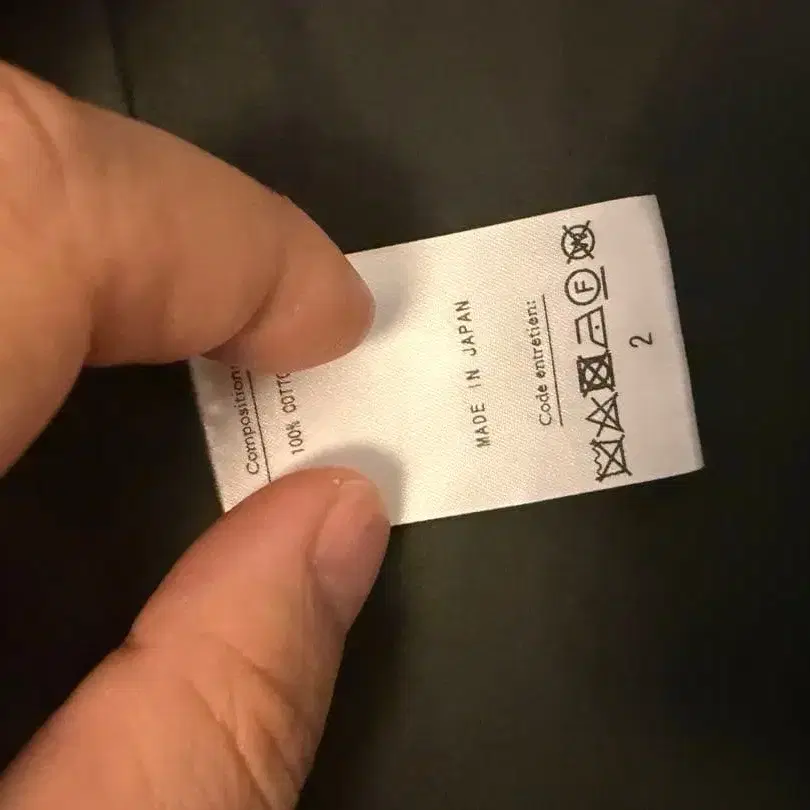 Composition:
100% COTTO
MADE IN JAPAN
Code entretien:
F W
2